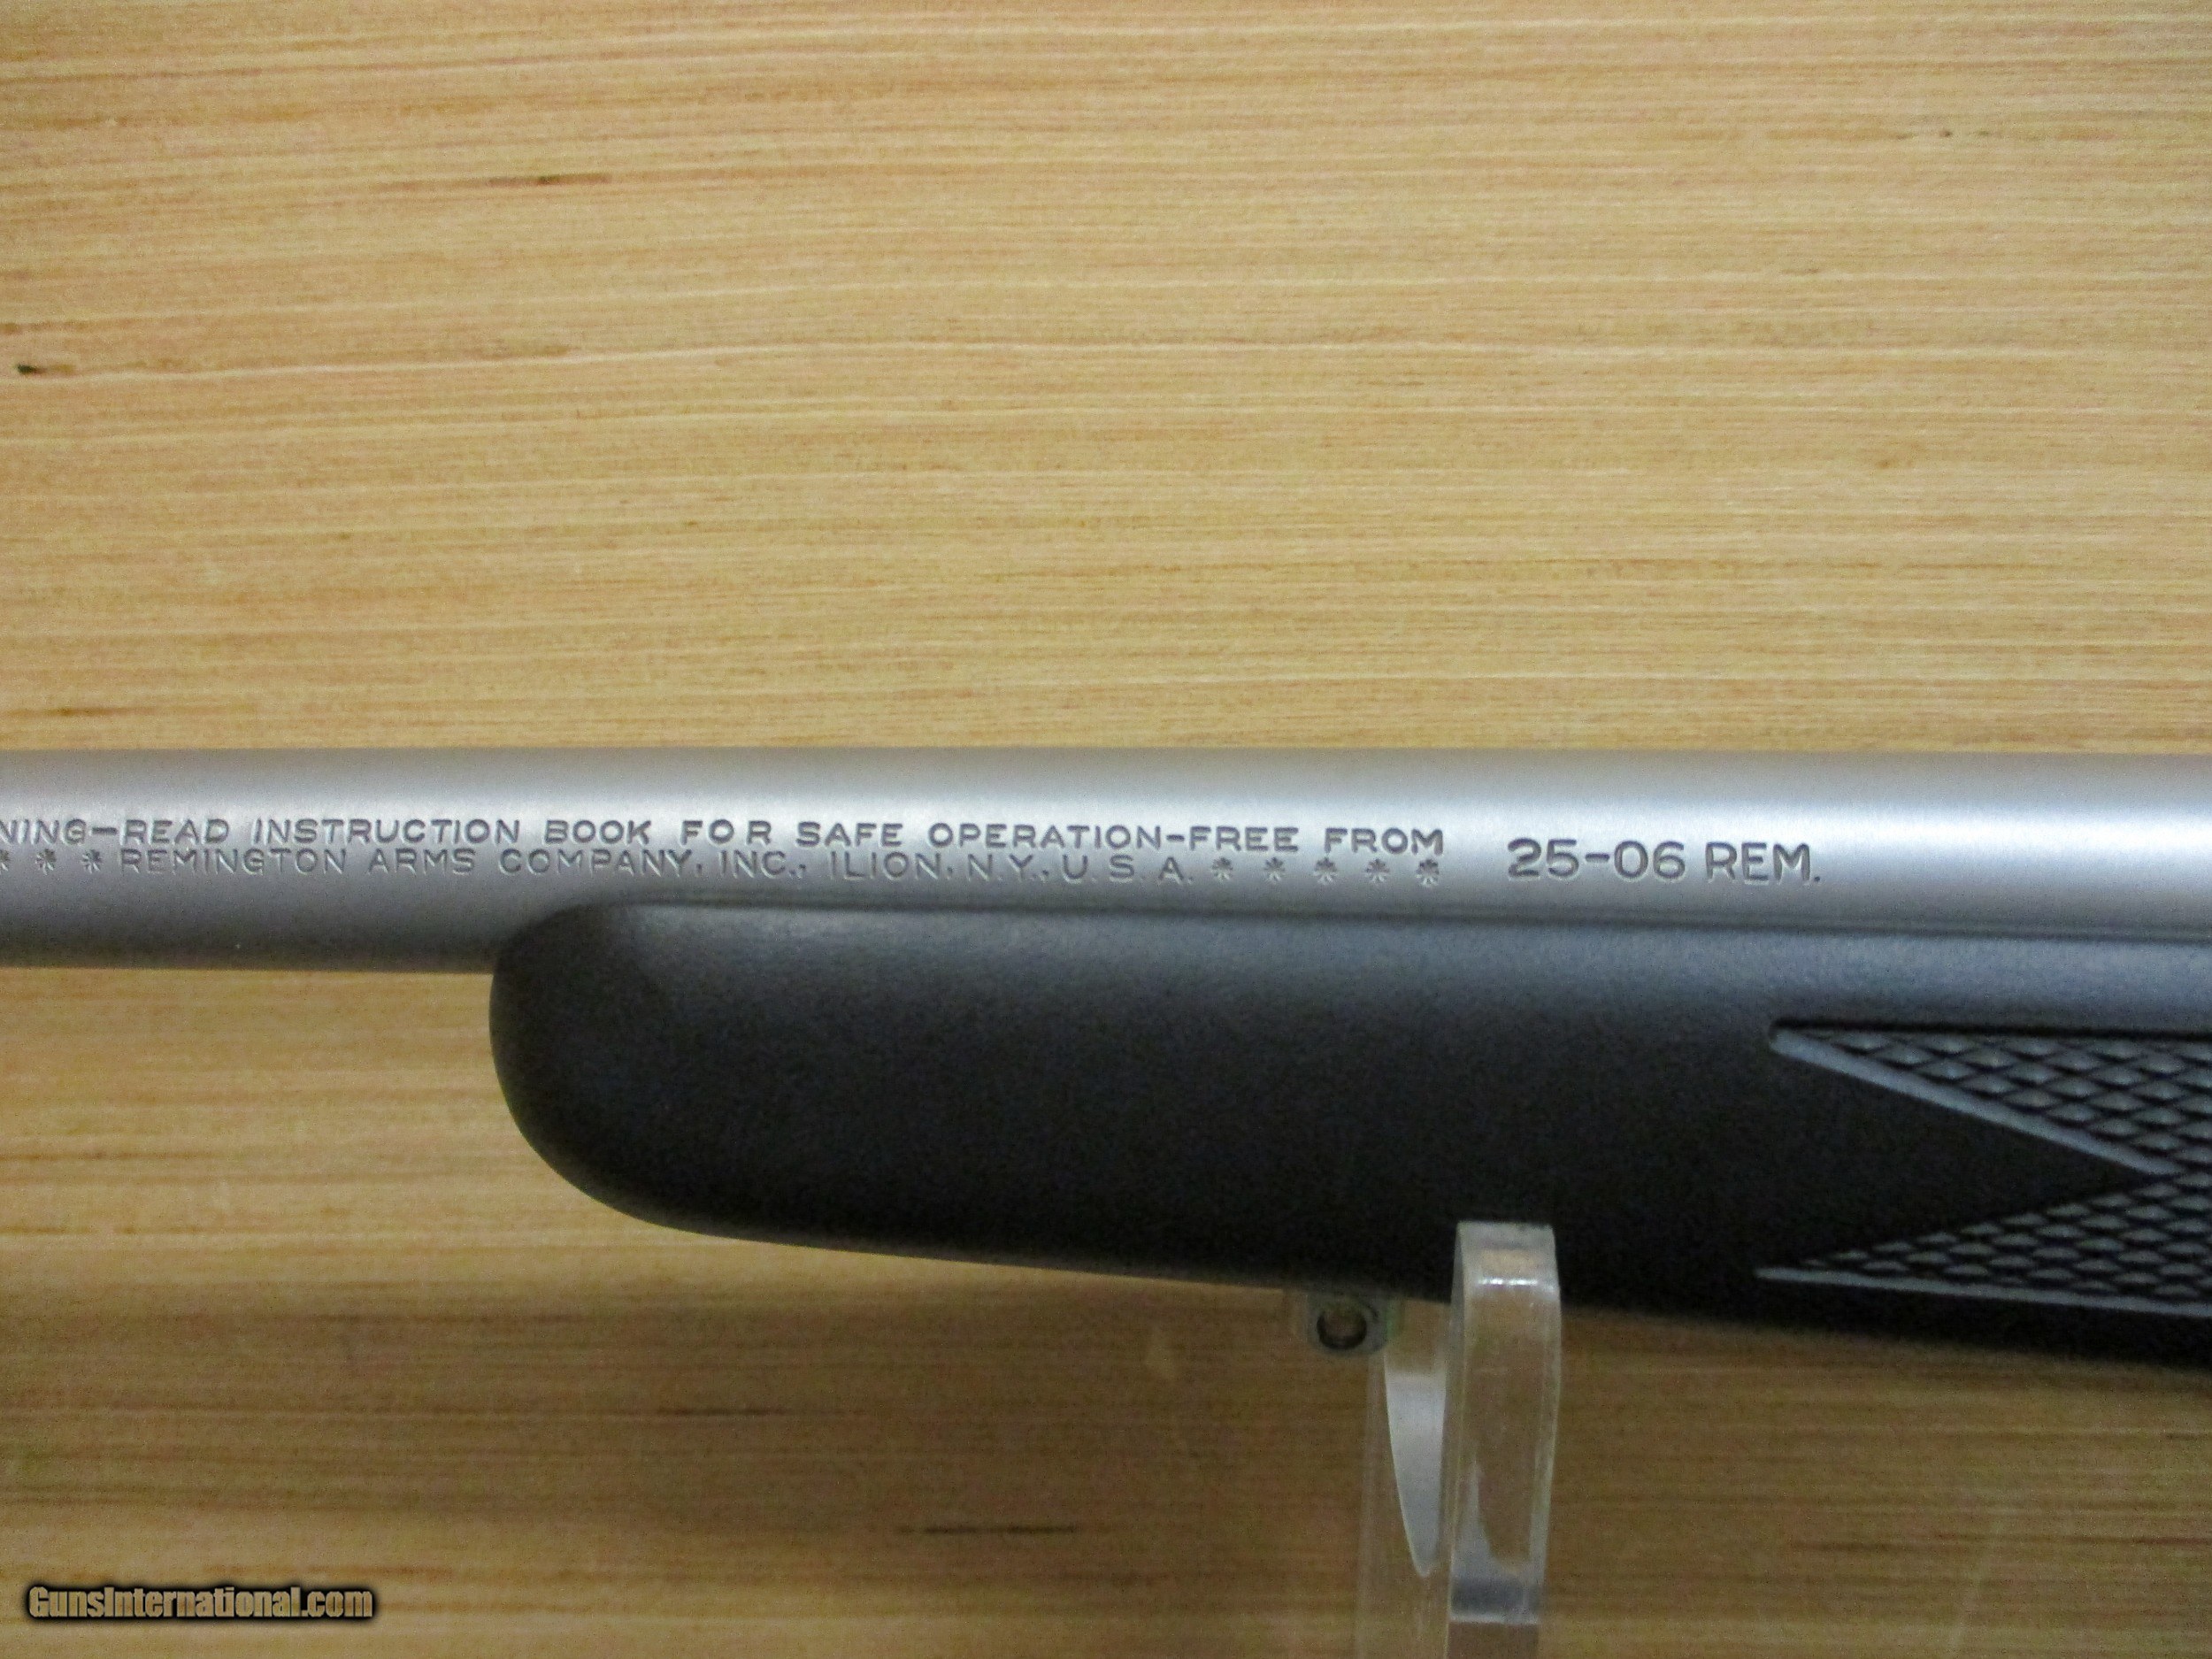 NING-READ INSTRUCTION BOOK FOR SAFE OPERATION-FREE FROM
* * * REMINGTON ARMS COMPANY, INC., ILION, N.Y., U.S.A. * * * * *
25-06 REM.
GunsInternational.com